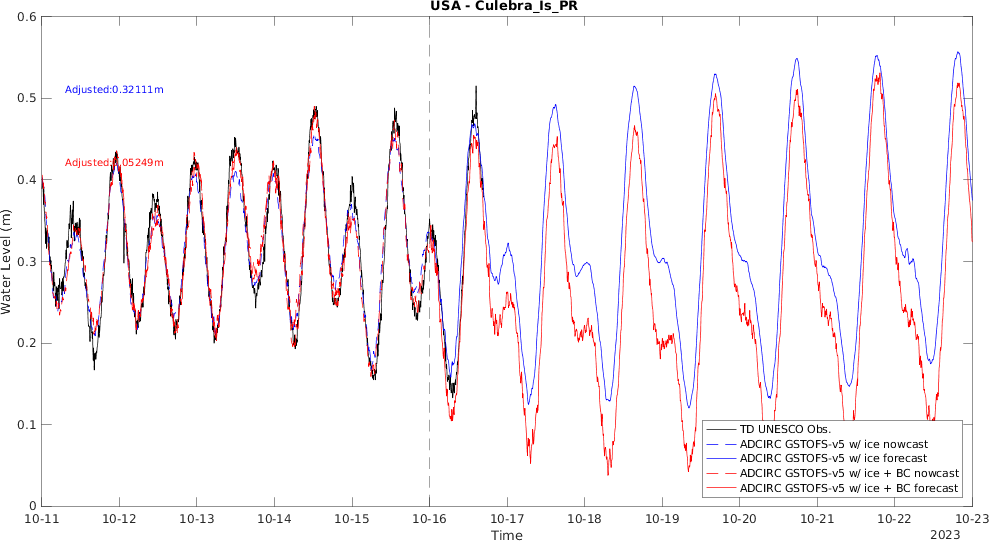 USA - Culebra_Is_PR
0.6
0.5
0.4
0.3
0.2
0.1
0
Water Level (m)
Adjusted:0.32111m
Adjusted:0.05249m
TD UNESCO Obs.
ADCIRC GSTOFS-v5 w/ ice nowcast
ADCIRC GSTOFS-v5 w/ ice forecast
ADCIRC GSTOFS-v5 w/ ice + BC nowcast
ADCIRC GSTOFS-v5 w/ ice + BC forecast
10-11 10-12 10-13 10-14 10-15 10-16 10-17 10-18 10-19 10-20 10-21 10-22 10-23
Time
2023